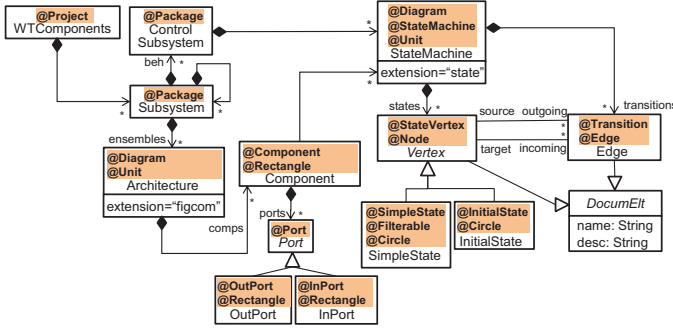 @Project
WTComponents
@Package
Control
Subsystem
*
@Diagram
@StateMachine
@Unit
StateMachine
extension="state"
*
beh
*
@Package
Subsystem
*
*
ensembles
*
@Diagram
@Unit
Architecture
extension="figcom"
comps
*
@Component
@Rectangle
Component
ports
*
@Port
Port
@OutPort
@Rectangle
OutPort
@InPort
@Rectangle
InPort
states
*
@StateVertex
@Node
Vertex
source
outgoing
*
*
target
incoming
*
transitions
@Transition
@Edge
Edge
@SimpleState
@Filterable
@Circle
SimpleState
@InitialState
@Circle
InitialState
DocumElt
name: String
desc: String